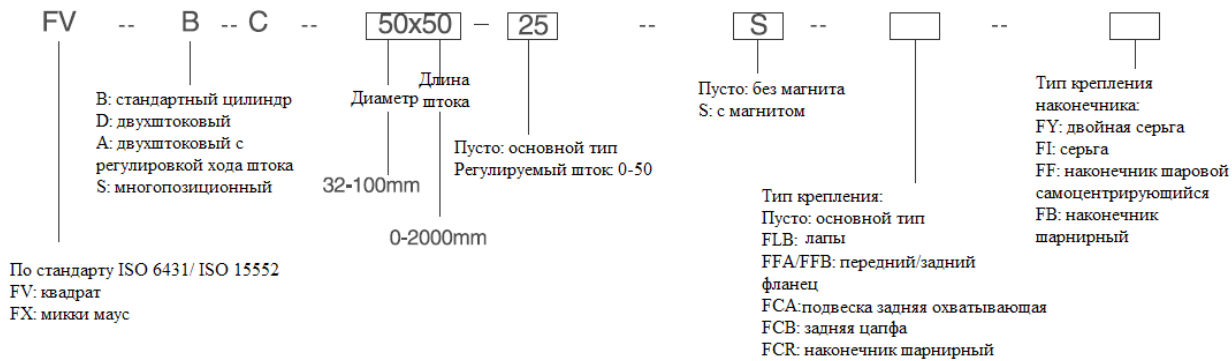 FV -- B -- C -- 50x50 - 25 -- S -- --
B: стандартный цилиндр
D: двухштоковый
A: двухштоковый с
регулировкой хода штока
S: многопозиционный
Диаметр
Длина
штока
32-100mm
0-2000mm
Пусто: основной тип
Регулируемый шток: 0-50
Пусто: без магнита
S: с магнитом
Тип крепления:
Пусто: основной тип
FLB: лапы
FFA/FFB: передний/задний
фланец
FCA:подвеска задняя охватывающая
FCB: задняя цапфа
FCR: наконечник шарнирный
Тип крепления
наконечника:
FY: двойная серьга
FI: серьга
FF: наконечник шаровой
самоцентрирующийся
FB: наконечник
шарнирный
По стандарту ISO 6431/ ISO 15552
FV: квадрат
FX: микки маус